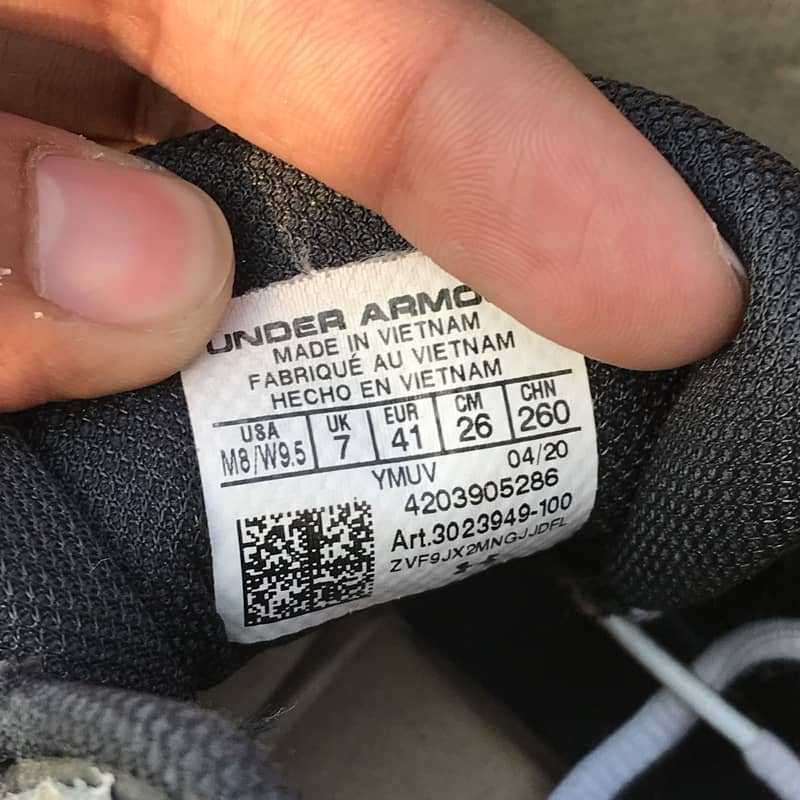 UNDER ARMO
MADE IN VIETNAM
FABRIQUÉ AU VIETNAM
HECHO EN VIETNAM
USA UK EUR CM CHN
M8/W9.5 7 41 26 260
YMUV 04/20
4203905286
Art.3023949-100
ZVF9JX2MNGJJDFL